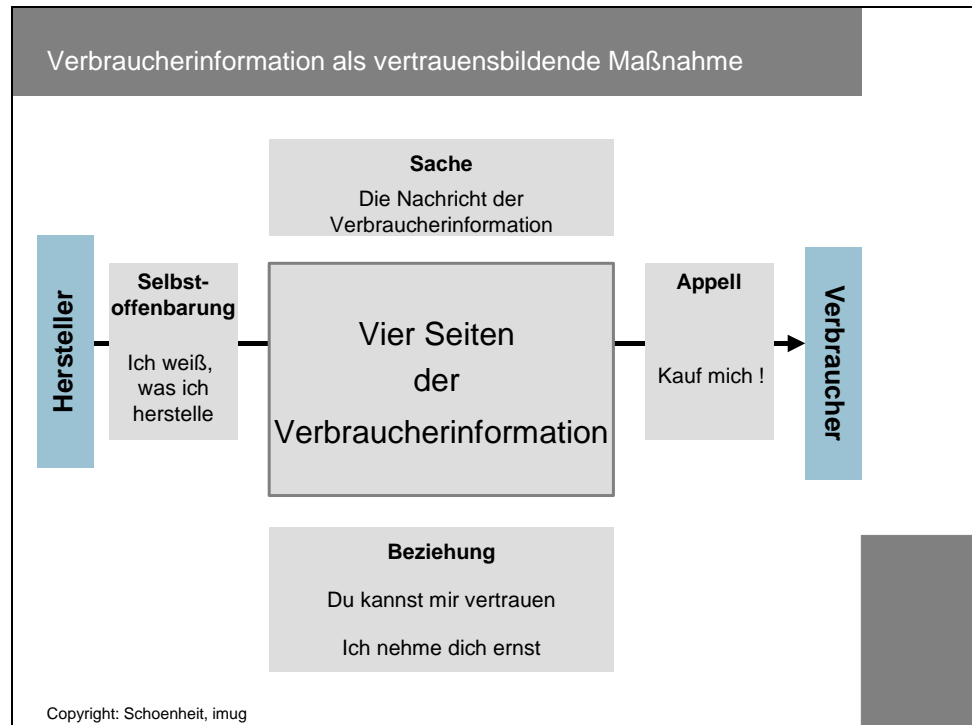 Verbraucherinformation als vertrauensbildende Maßnahme
Sache
Die Nachricht der
Verbraucherinformation
Hersteller
Selbst-
offenbarung
Ich weiß,
was ich
herstelle
Vier Seiten
der
Verbraucherinformation
Appell
Kauf mich !
Verbraucher
Beziehung
Du kannst mir vertrauen
Ich nehme dich ernst
Copyright: Schoenheit, imug